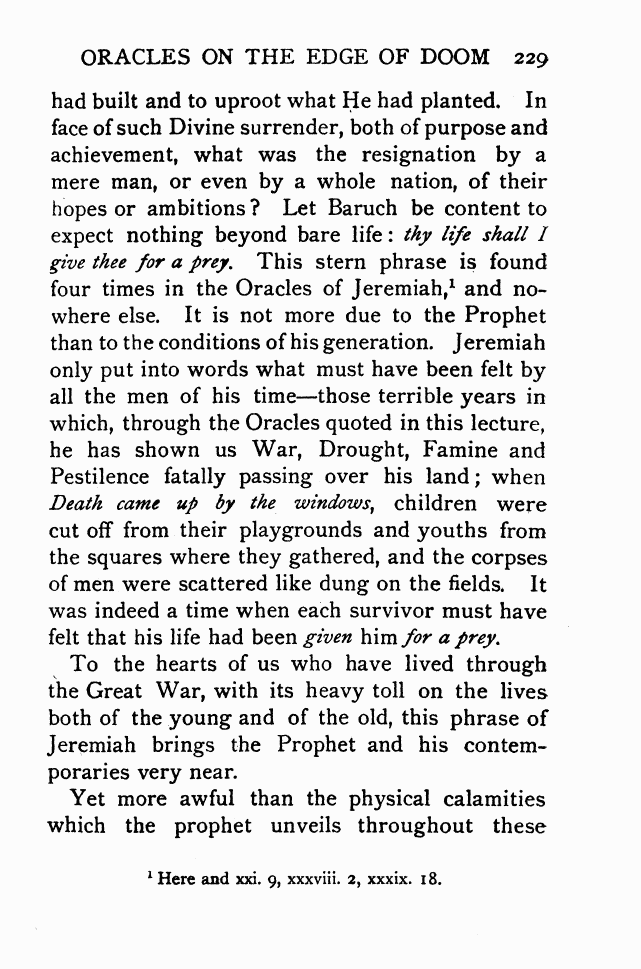 ORACLES ON THE EDGE OF DOOM 229
had built and to uproot what He had planted. In
face of such Divine surrender, both of purpose and
achievement, what was the resignation by a
mere man, or even by a whole nation, of their
hopes or ambitions? Let Baruch be content to
expect nothing beyond bare life: thy life shall I
give thee for a prey. This stern phrase is found
four times in the Oracles of Jeremiah,¹ and no-
where else. It is not more due to the Prophet
than to the conditions of his generation. Jeremiah
only put into words what must have been felt by
all the men of his time—those terrible years in
which, through the Oracles quoted in this lecture,
he has shown us War, Drought, Famine and
Pestilence fatally passing over his land; when
Death came up by the windows, children were
cut off from their playgrounds and youths from
the squares where they gathered, and the corpses
of men were scattered like dung on the fields. It
was indeed a time when each survivor must have
felt that his life had been given him for a prey.
To the hearts of us who have lived through
the Great War, with its heavy toll on the lives
both of the young and of the old, this phrase of
Jeremiah brings the Prophet and his contem-
poraries very near.
Yet more awful than the physical calamities
which the prophet unveils throughout these
¹ Here and xxi. 9, xxxviii. 2, xxxix. 18.